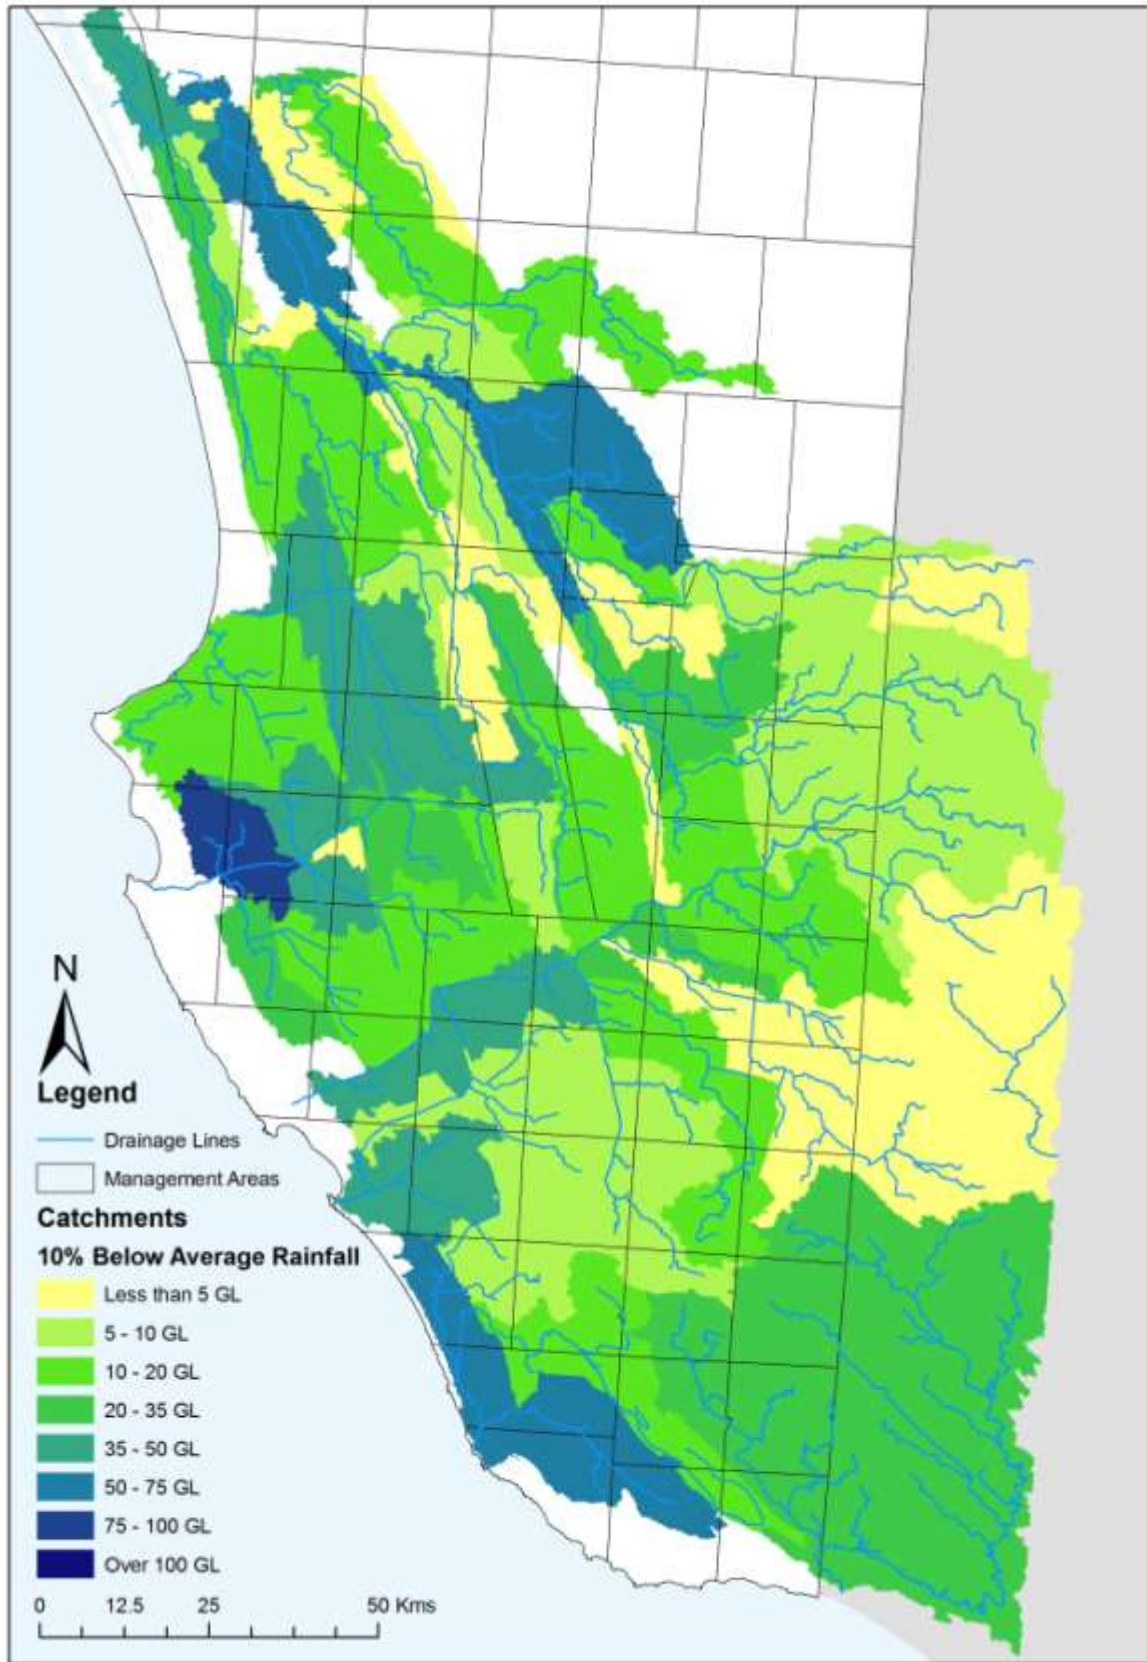 N
Legend
Drainage Lines
Management Areas
Catchments
10% Below Average Rainfall
Less than 5 GL
5 - 10 GL
10 - 20 GL
20 - 35 GL
35 - 50 GL
50 - 75 GL
75 - 100 GL
Over 100 GL
0 12.5 25 50 Kms